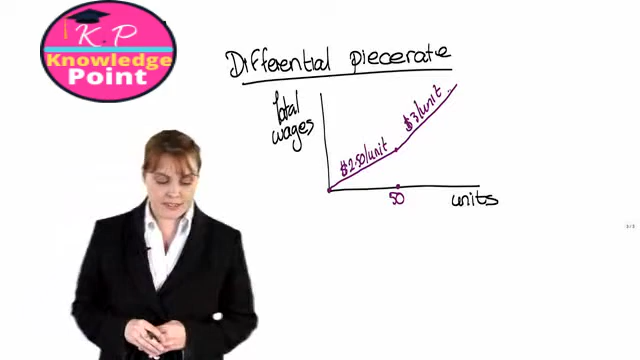 K.P
Knowledge
Point
Differential piecerate
Total
wages
$2.50/unit
$3/unit
50
units